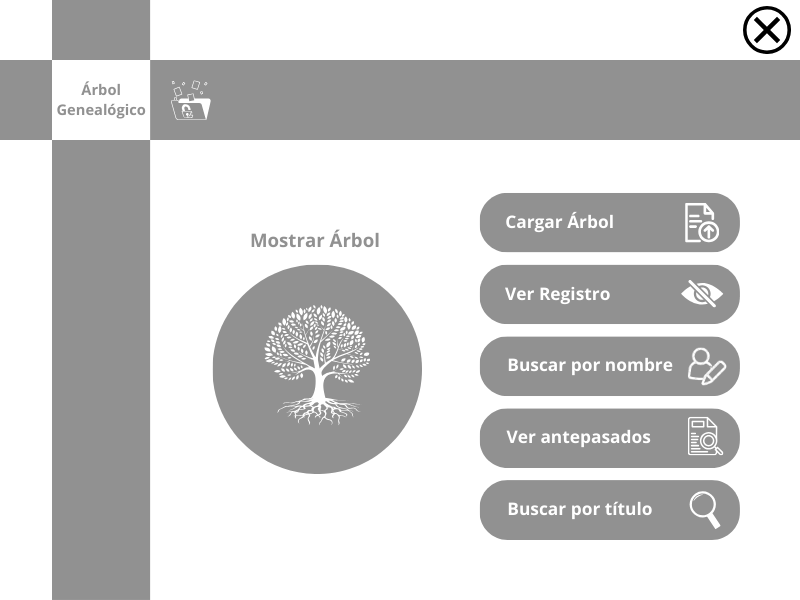 Árbol
Genealógico
Mostrar Árbol
Cargar Árbol
Ver Registro
Buscar por nombre
Ver antepasados
Buscar por título